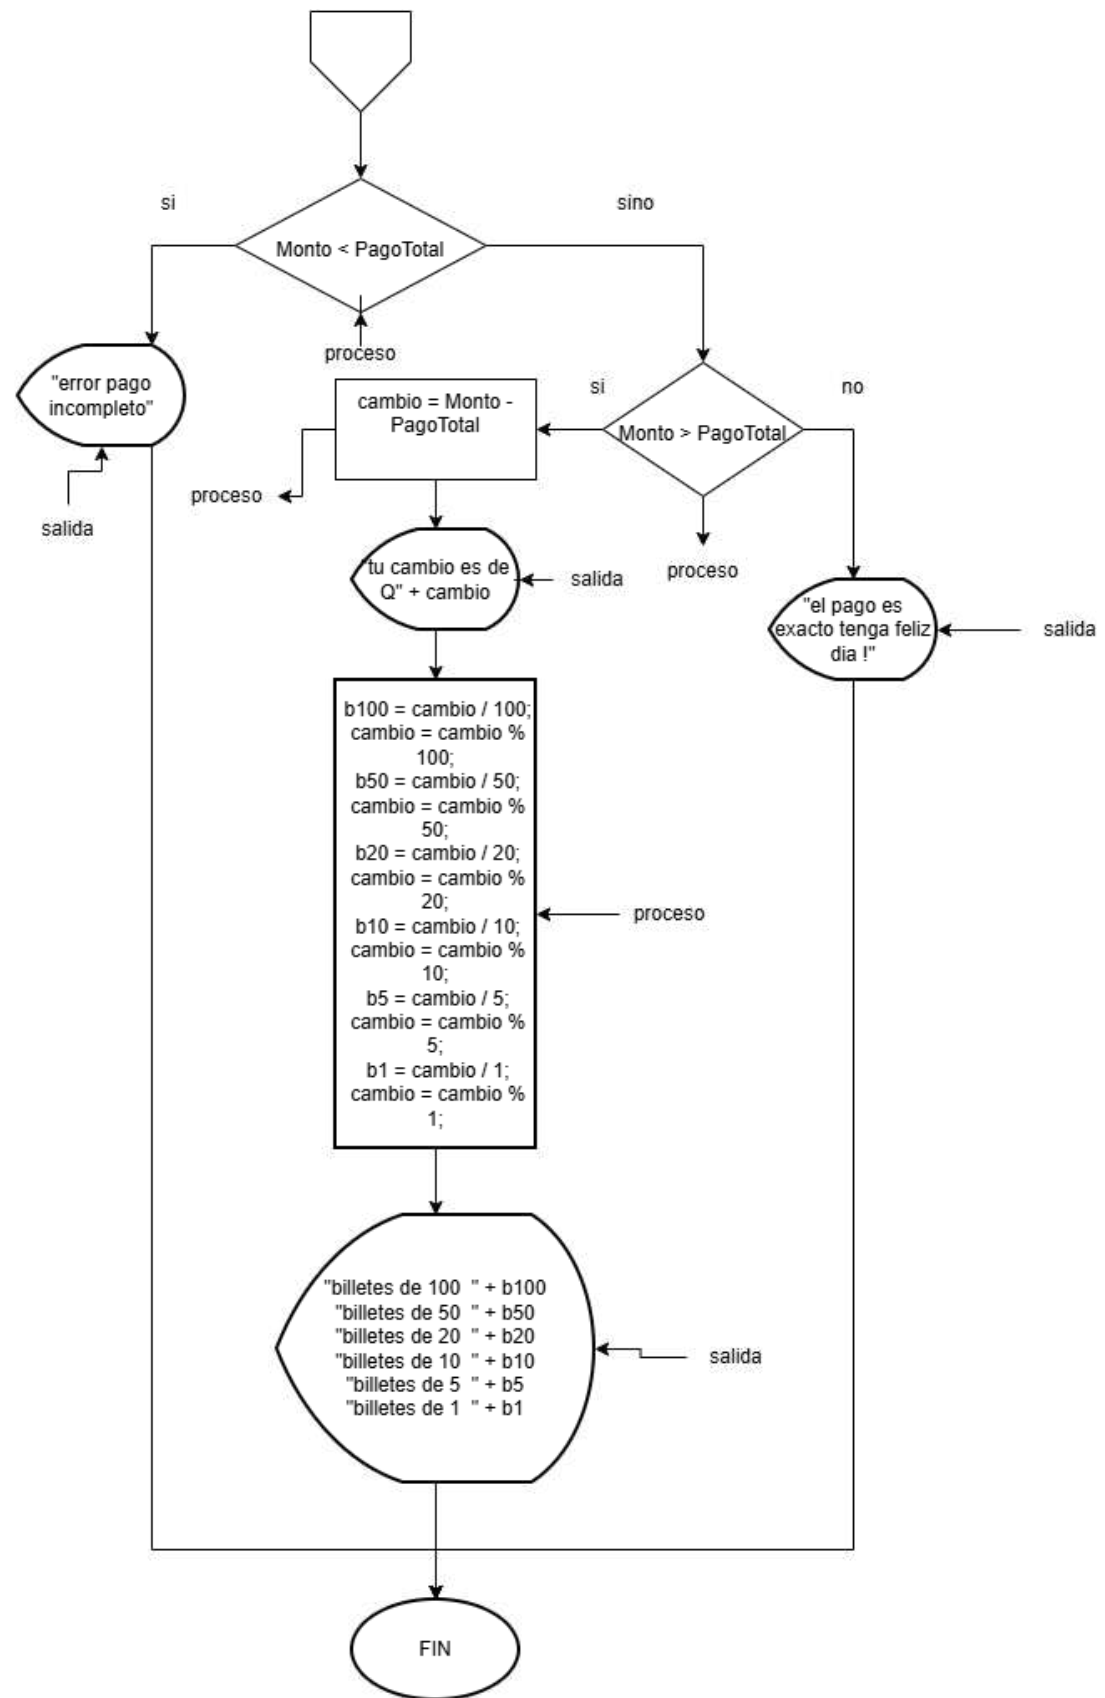 si
sino
Monto < PagoTotal
proceso
"error pago
incompleto"
salida
si
no
cambio = Monto -
PagoTotal
Monto > PagoTotal
proceso
proceso
"tu cambio es de
Q" + cambio
salida
"el pago es
exacto tenga feliz
dia !"
salida
b100 = cambio / 100;
cambio = cambio %
100;
b50 = cambio / 50;
cambio = cambio %
50;
b20 = cambio / 20;
cambio = cambio %
20;
b10 = cambio / 10;
cambio = cambio %
10;
b5 = cambio / 5;
cambio = cambio %
5;
b1 = cambio / 1;
cambio = cambio %
1;
proceso
"billetes de 100  " + b100
"billetes de 50  " + b50
"billetes de 20  " + b20
"billetes de 10  " + b10
"billetes de 5  " + b5
"billetes de 1  " + b1
salida
FIN